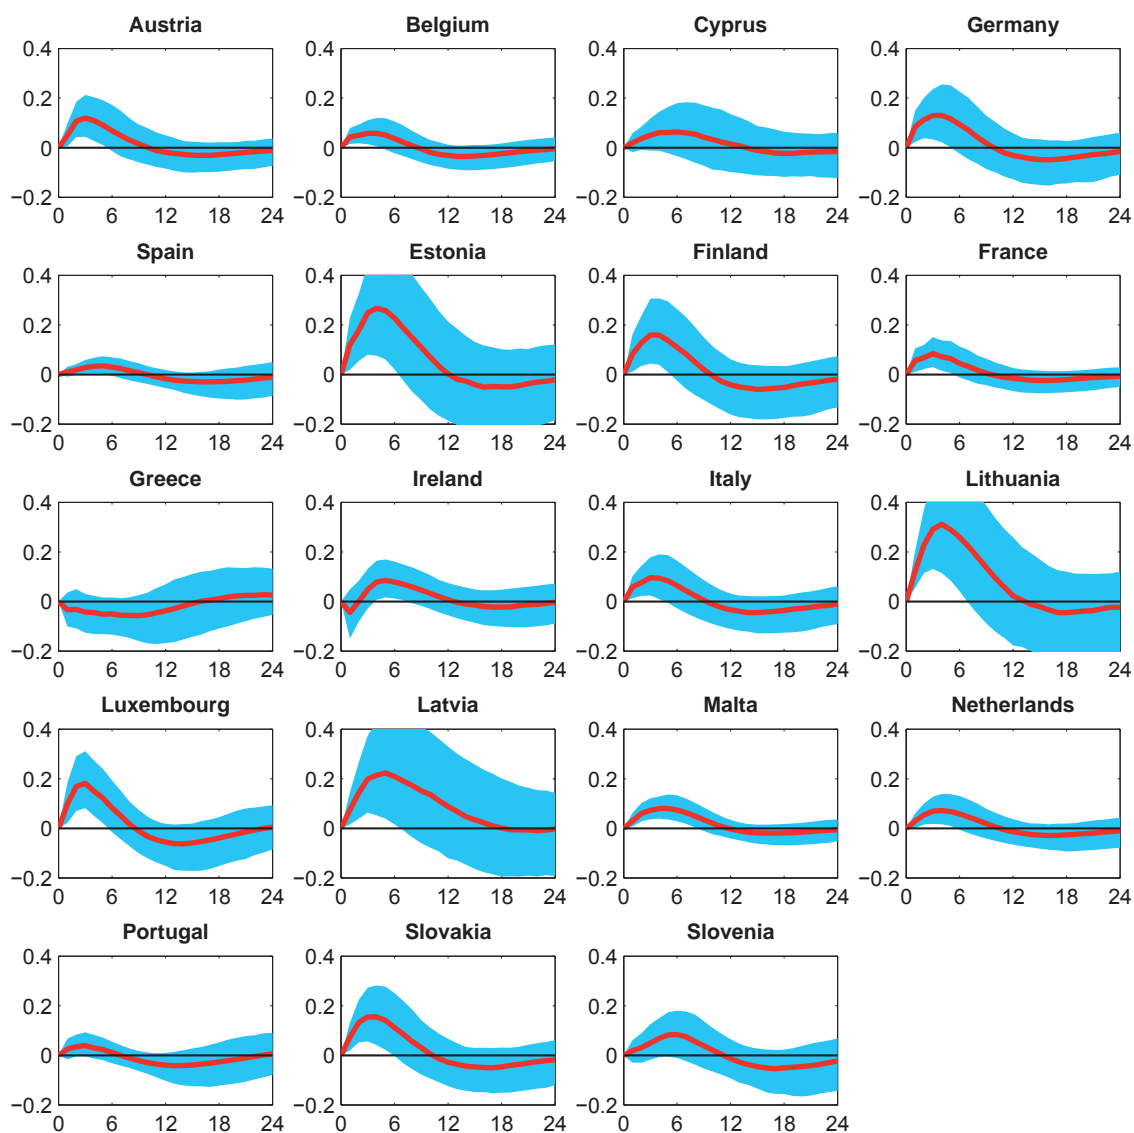 Austria Belgium Cyprus Germany
0.4 0.4 0.4 0.4
0.2 0.2 0.2 0.2
0 0 0 0
−0.2 −0.2 −0.2 −0.2
0 6 12 18 24 0 6 12 18 24 0 6 12 18 24 0 6 12 18 24
Spain Estonia Finland France
0.4 0.4 0.4 0.4
0.2 0.2 0.2 0.2
0 0 0 0
−0.2 −0.2 −0.2 −0.2
0 6 12 18 24 0 6 12 18 24 0 6 12 18 24 0 6 12 18 24
Greece Ireland Italy Lithuania
0.4 0.4 0.4 0.4
0.2 0.2 0.2 0.2
0 0 0 0
−0.2 −0.2 −0.2 −0.2
0 6 12 18 24 0 6 12 18 24 0 6 12 18 24 0 6 12 18 24
Luxembourg Latvia Malta Netherlands
0.4 0.4 0.4 0.4
0.2 0.2 0.2 0.2
0 0 0 0
−0.2 −0.2 −0.2 −0.2
0 6 12 18 24 0 6 12 18 24 0 6 12 18 24 0 6 12 18 24
Portugal Slovakia Slovenia
0.4 0.4 0.4
0.2 0.2 0.2
0 0 0
−0.2 −0.2 −0.2
0 6 12 18 24 0 6 12 18 24 0 6 12 18 24